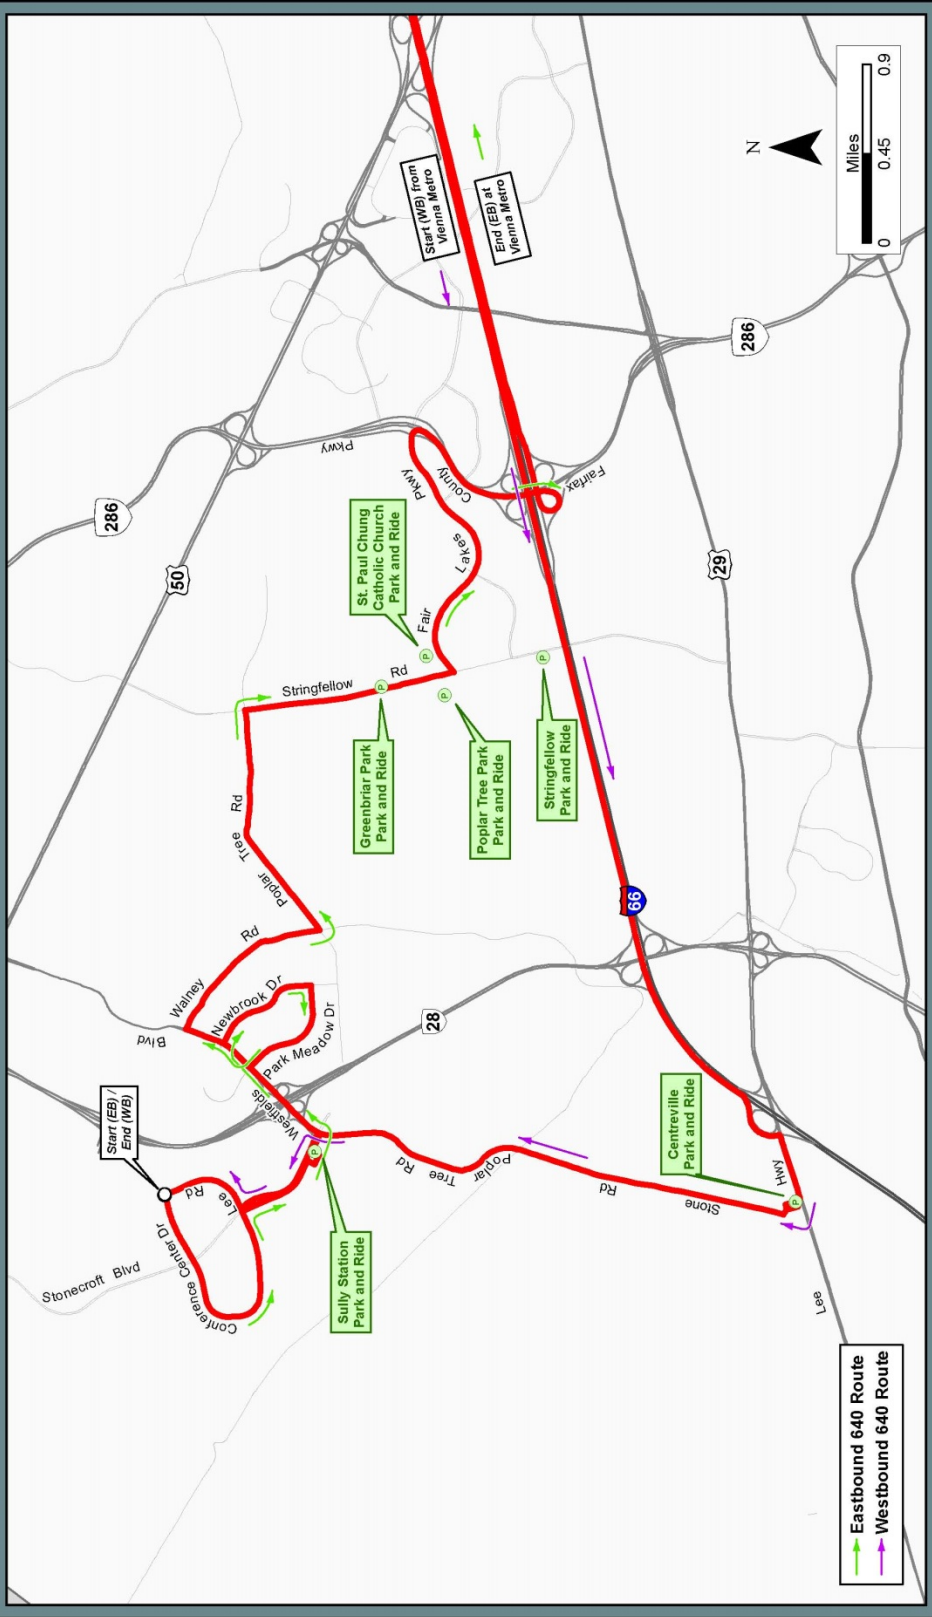 Start (EB) /
End (WB)
Stonecroft Blvd
Conference Center Dr
Lee
Rd
Sully Station
Park and Ride
Westfields
Blvd
Walney
Rd
Newbrook Dr
Park Meadow Dr
Poplar
Tree
Rd
Stringfellow
Rd
Greenbriar Park
Park and Ride
St. Paul Chung
Catholic Church
Park and Ride
Poplar Tree Park
Park and Ride
Stringfellow
Park and Ride
Fair
Lakes
Pkwy
Fairfax
County
Pkwy
286
50
28
66
29
286
Start (WB) from
Vienna Metro
End (EB) at
Vienna Metro
Poplar
Tree
Rd
Stone
Rd
Centreville
Park and Ride
Lee
Hwy
P
P
P
P
P
P
N
Miles
0
0.45
0.9
Eastbound 640 Route
Westbound 640 Route